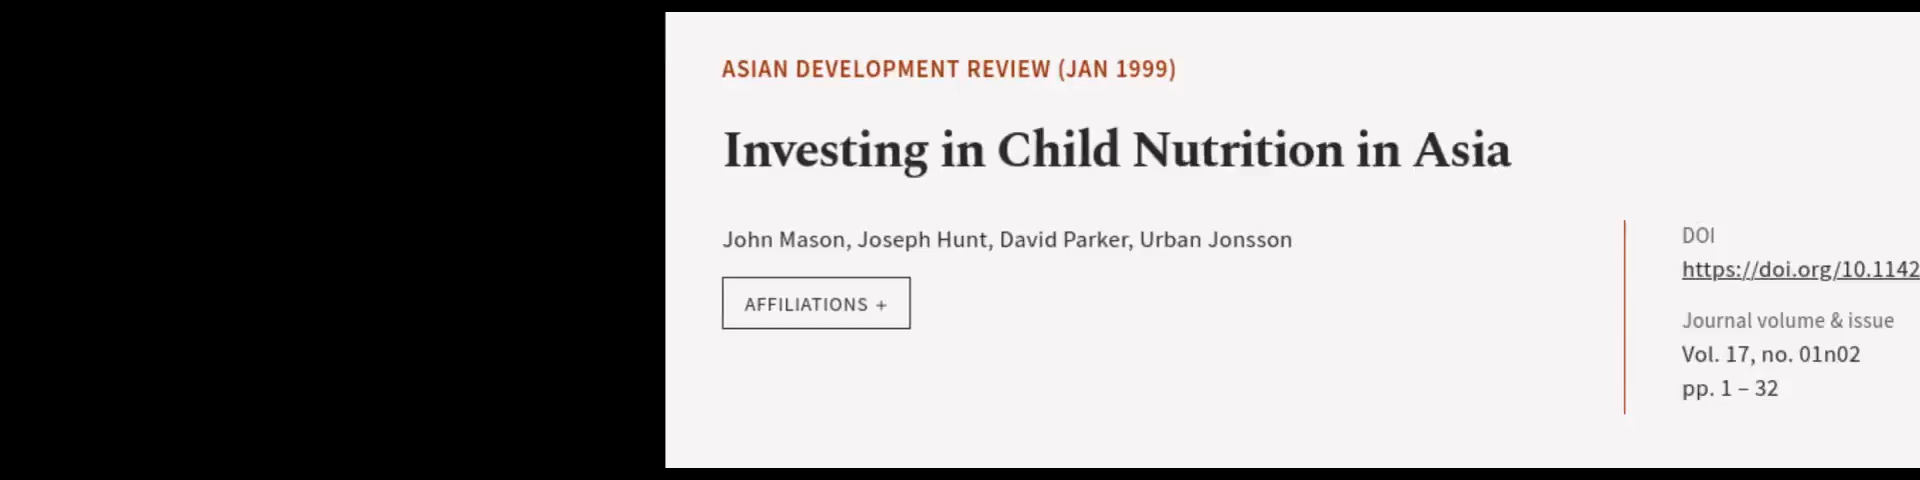 ASIAN DEVELOPMENT REVIEW (JAN 1999)
Investing in Child Nutrition in Asia
John Mason, Joseph Hunt, David Parker, Urban Jonsson
AFFILIATIONS +
DOI
https://doi.org/10.1142
Journal volume & issue
Vol. 17, no. 01n02
pp. 1 – 32